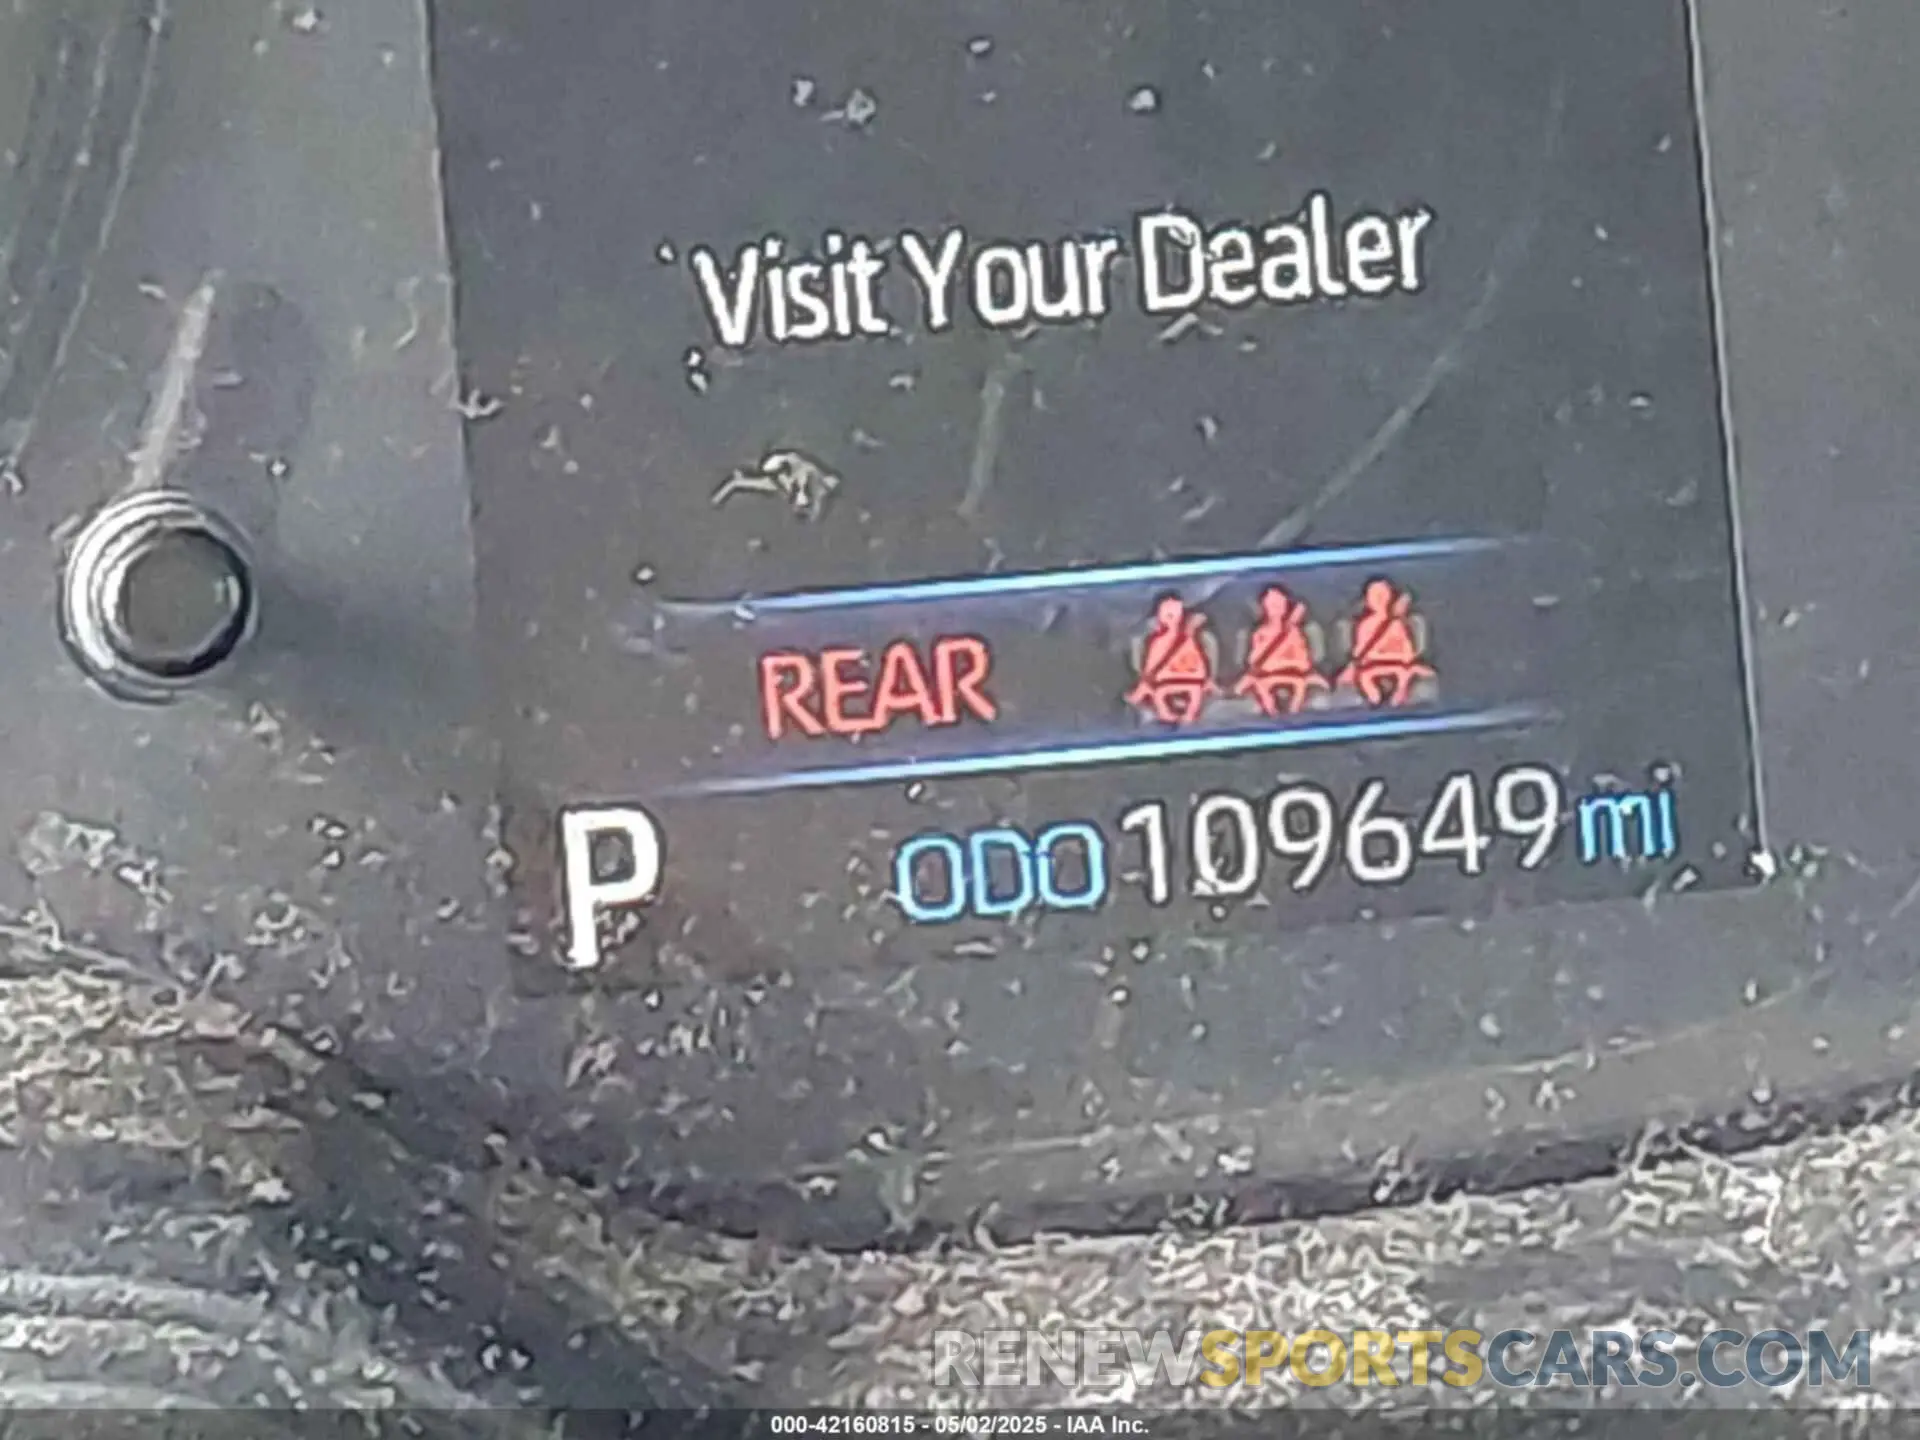 Visit Your Dealer
REAR
P ODO 109649 mi
RENEWSPORTSCARS.COM
000-42160815 - 05/02/2025 - IAA Inc.